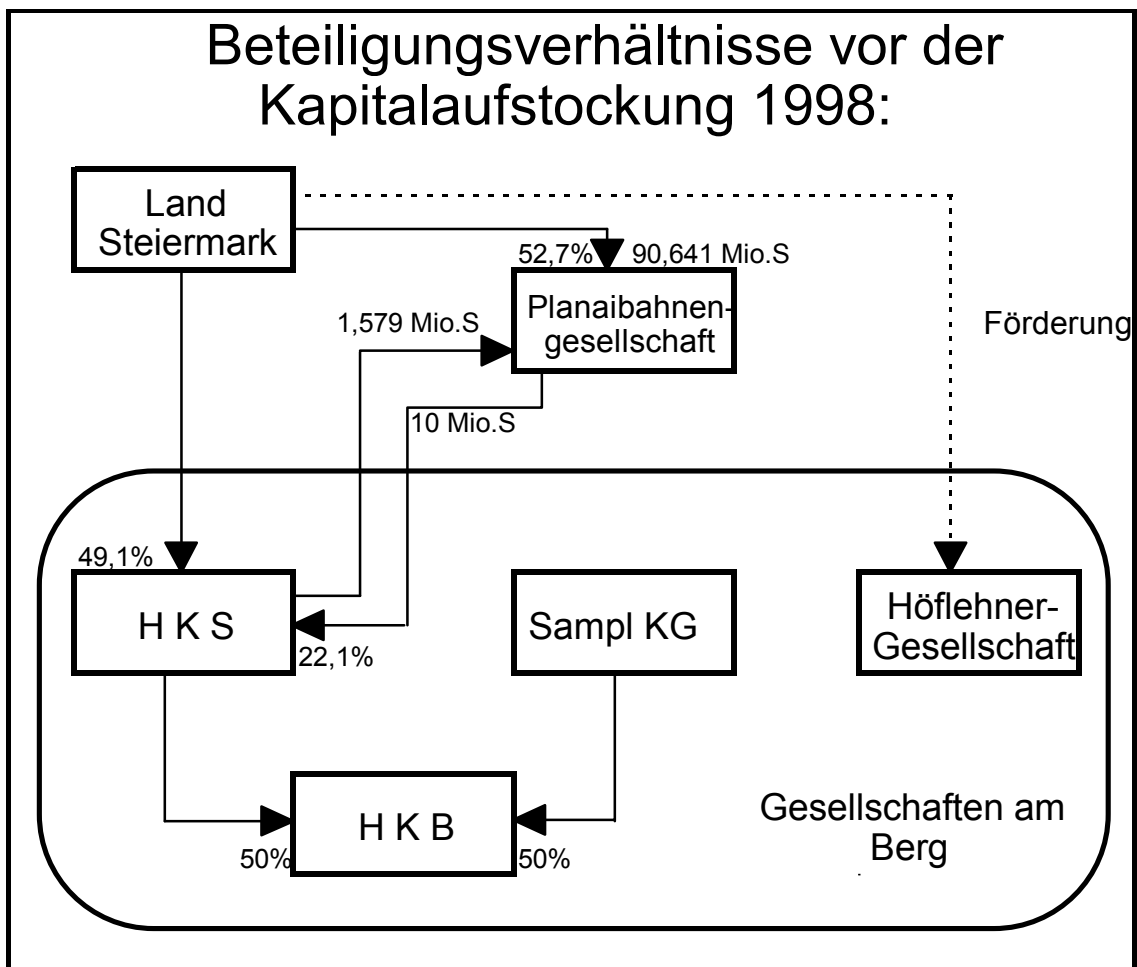 Beteiligungsverhältnisse vor der
Kapitalaufstockung 1998:
Land
Steiermark
52,7%
90,641 Mio.S
Planaibahnen-
gesellschaft
1,579 Mio.S
Förderung
10 Mio.S
49,1%
H K S
22,1%
Sampl KG
Höflehner-
Gesellschaft
H K B
50%
50%
Gesellschaften am
Berg